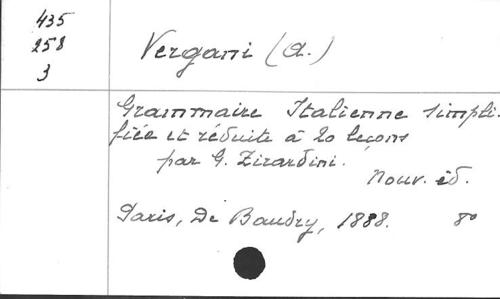 435
258
3
Vergani (A.)
Grammaire Italienne simpli-
fiée et réduite à 20 leçons
par G. Zirardini.
Nouv. éd.
Paris, De Baudry, 1888. 8°